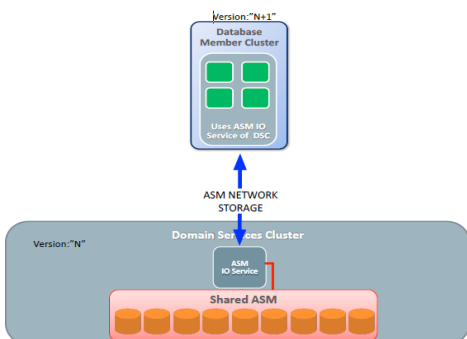 Version:"N+1"
Database
Member Cluster
Uses ASM IO
Service of DSC
ASM NETWORK
STORAGE
Domain Services Cluster
Version:"N"
ASM
IO Service
Shared ASM